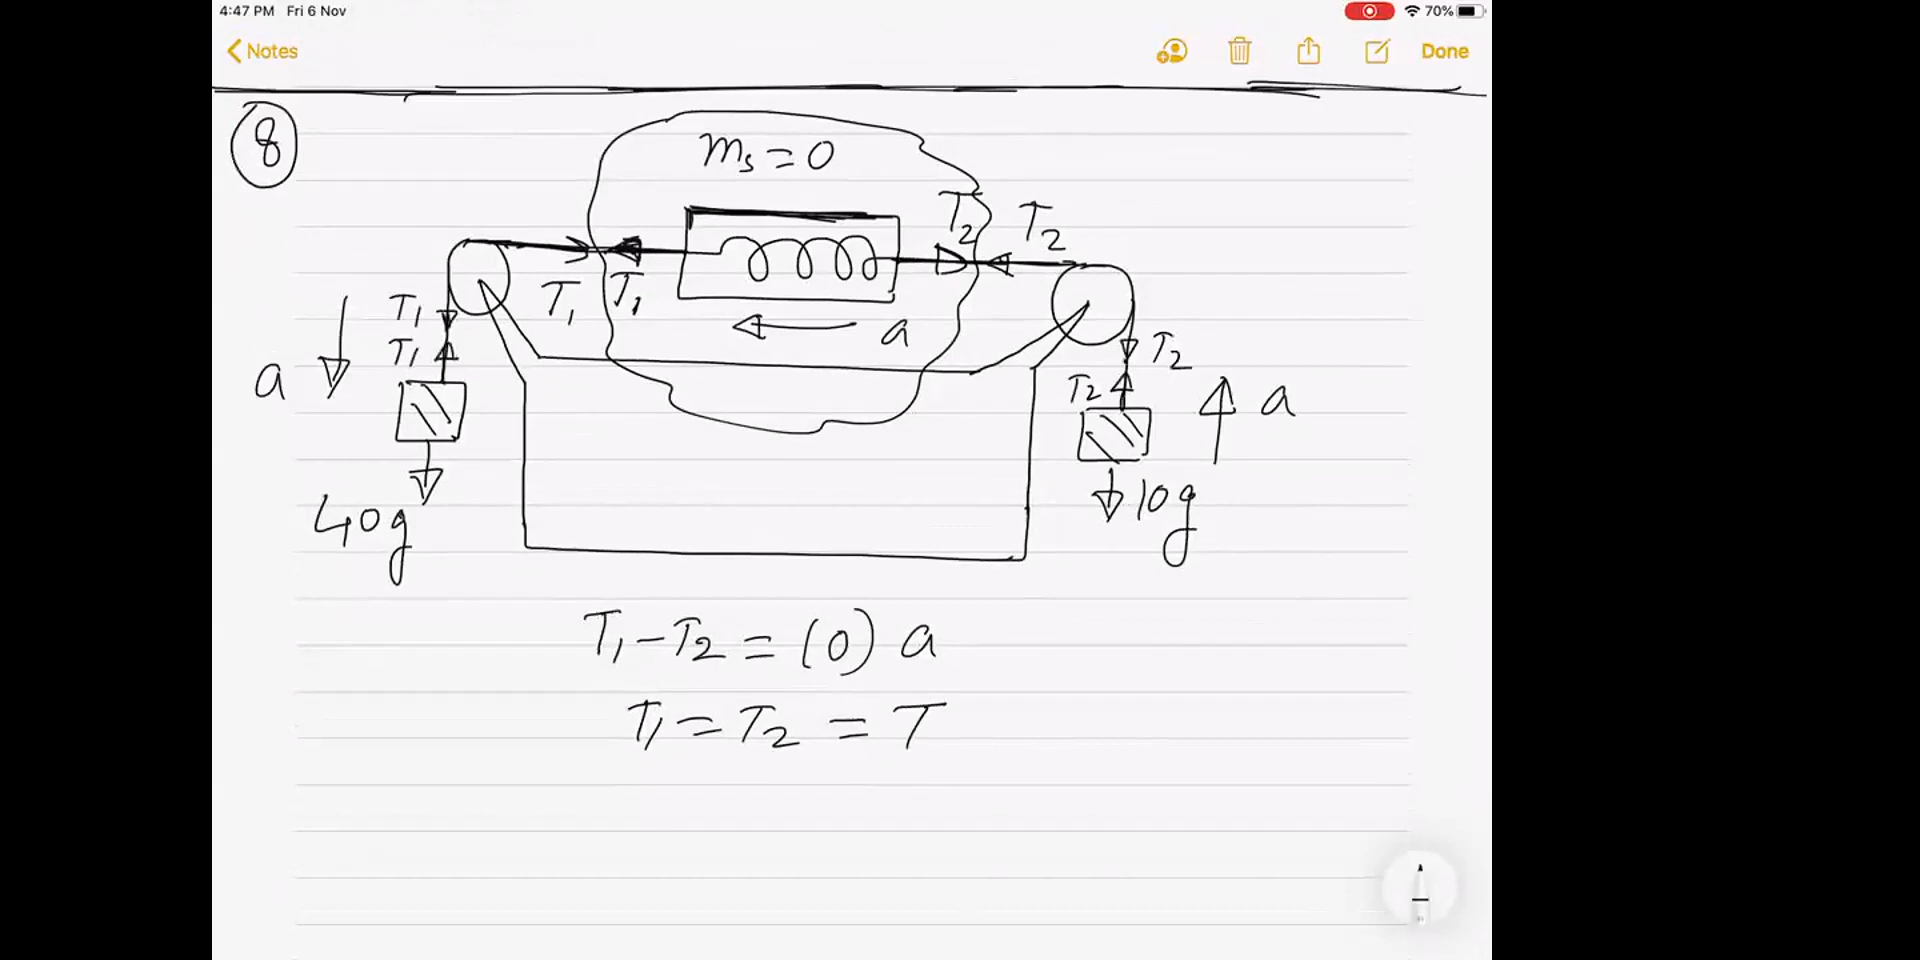 4:47 PM Fri 6 Nov
70%
Notes
Done
8
ms = 0
T2
T2
T1
T1
T1
T1
a
a
T2
T2
a
40g
10g
T1 - T2 = (0) a
T1 = T2 = T